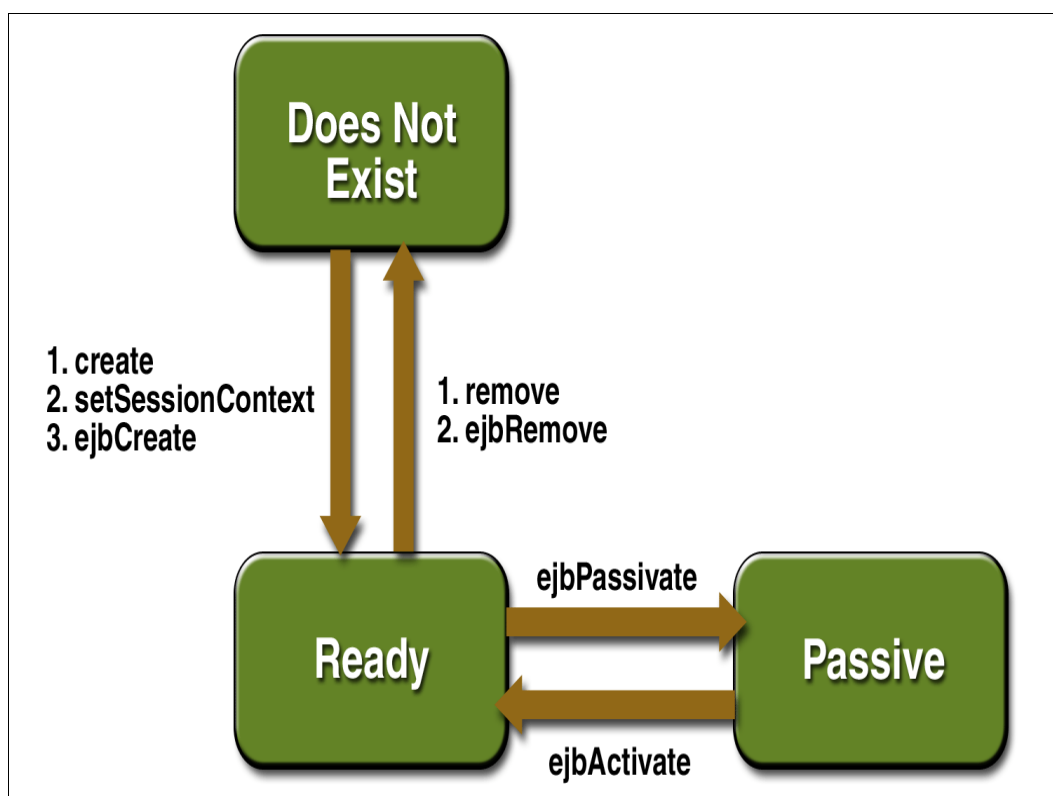 Does Not
Exist
1. create
2. setSessionContext
3. ejbCreate
1. remove
2. ejbRemove
ejbPassivate
Ready
Passive
ejbActivate